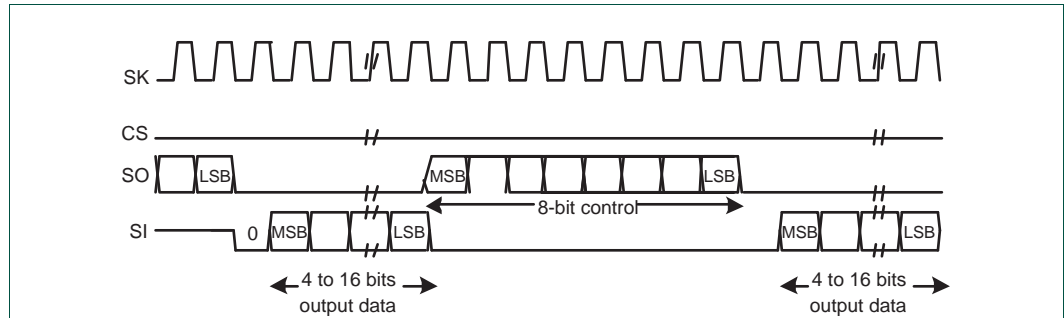 SK
CS
SO
LSB
MSB
LSB
8-bit control
SI
0
MSB
LSB
MSB
LSB
4 to 16 bits
output data
4 to 16 bits
output data